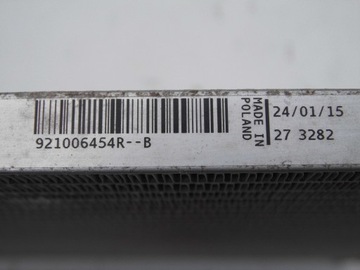 921006454R--B
MADE IN
POLAND
24/01/15
27 3282